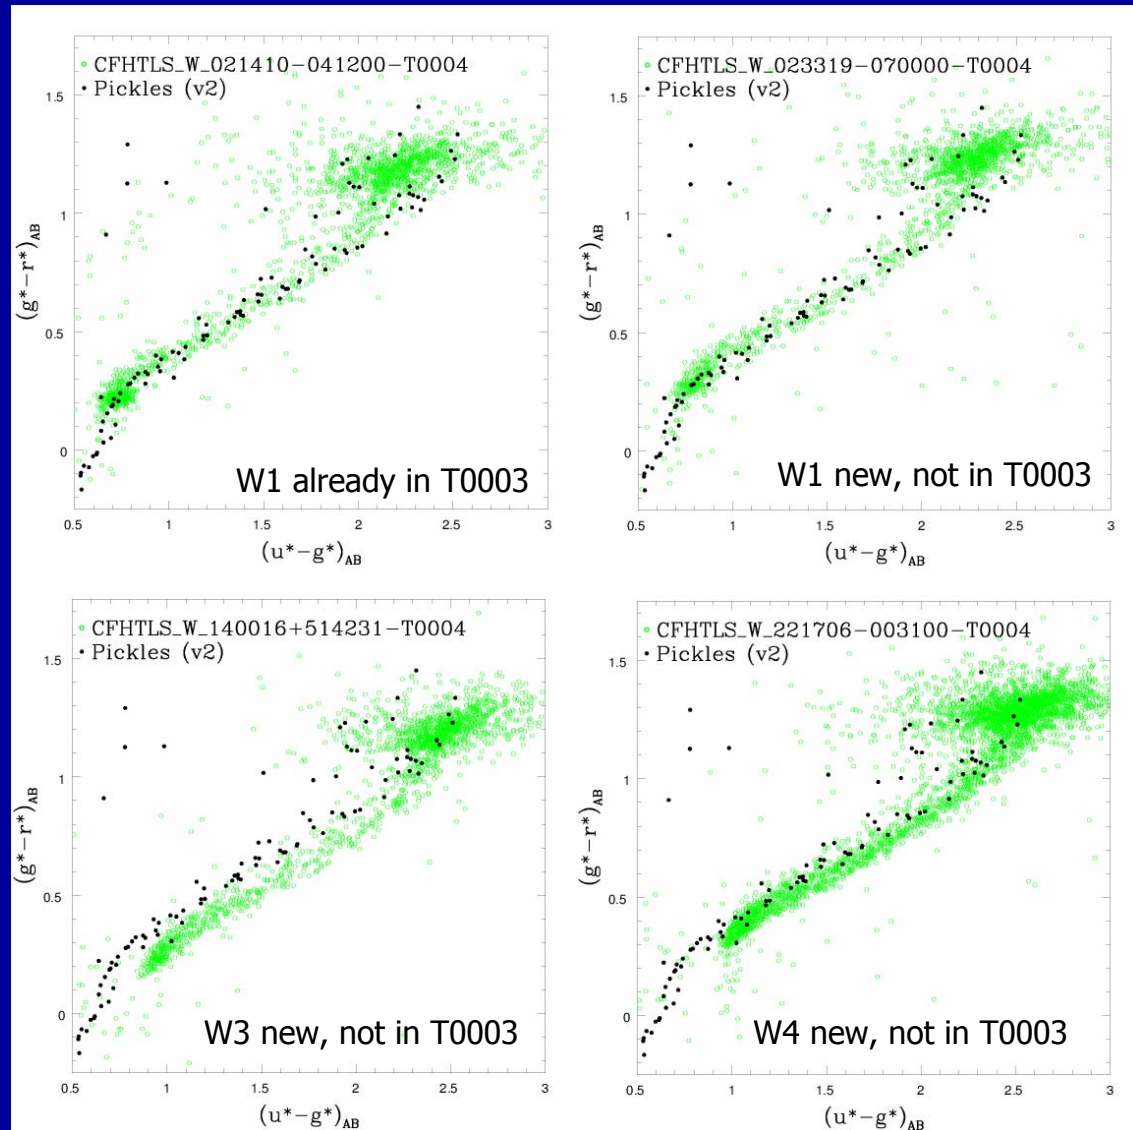 CFHTLS_W_021410-041200-T0004
Pickles (v2)
1.5
1
0.5
0
(g*-r*)AB
W1 already in T0003
0.5 1 1.5 2 2.5 3
(u*-g*)AB
CFHTLS_W_023319-070000-T0004
Pickles (v2)
1.5
1
0.5
0
(g*-r*)AB
W1 new, not in T0003
0.5 1 1.5 2 2.5 3
(u*-g*)AB
CFHTLS_W_140016+514231-T0004
Pickles (v2)
1.5
1
0.5
0
(g*-r*)AB
W3 new, not in T0003
0.5 1 1.5 2 2.5 3
(u*-g*)AB
CFHTLS_W_221706-003100-T0004
Pickles (v2)
1.5
1
0.5
0
(g*-r*)AB
W4 new, not in T0003
0.5 1 1.5 2 2.5 3
(u*-g*)AB